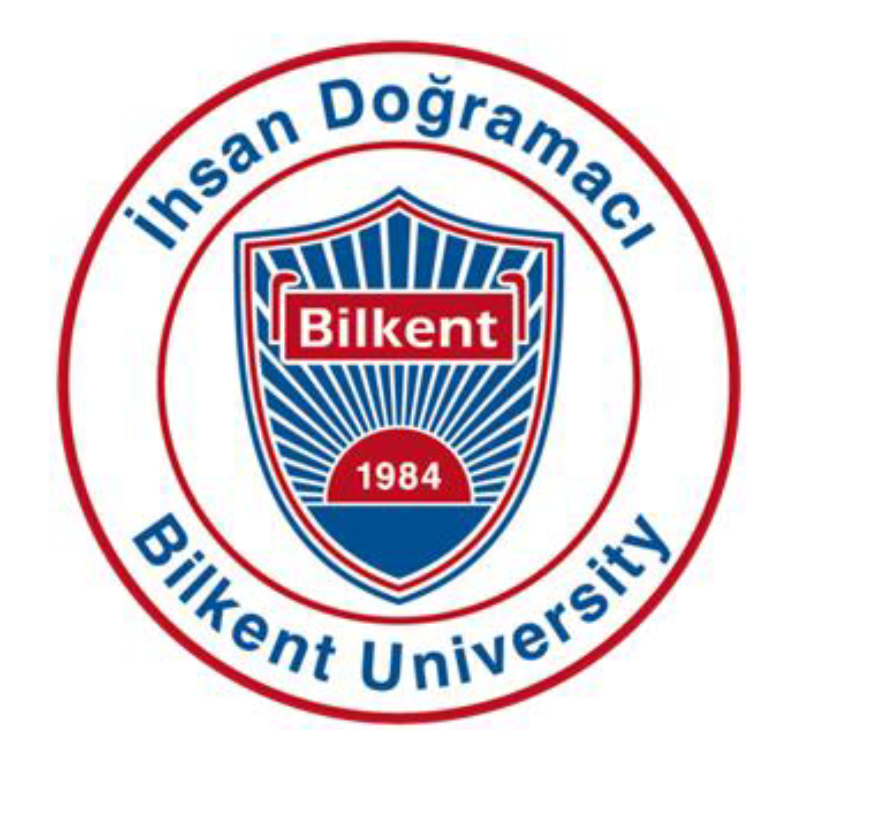 İhsan Doğramacı
Bilkent
1984
Bilkent University